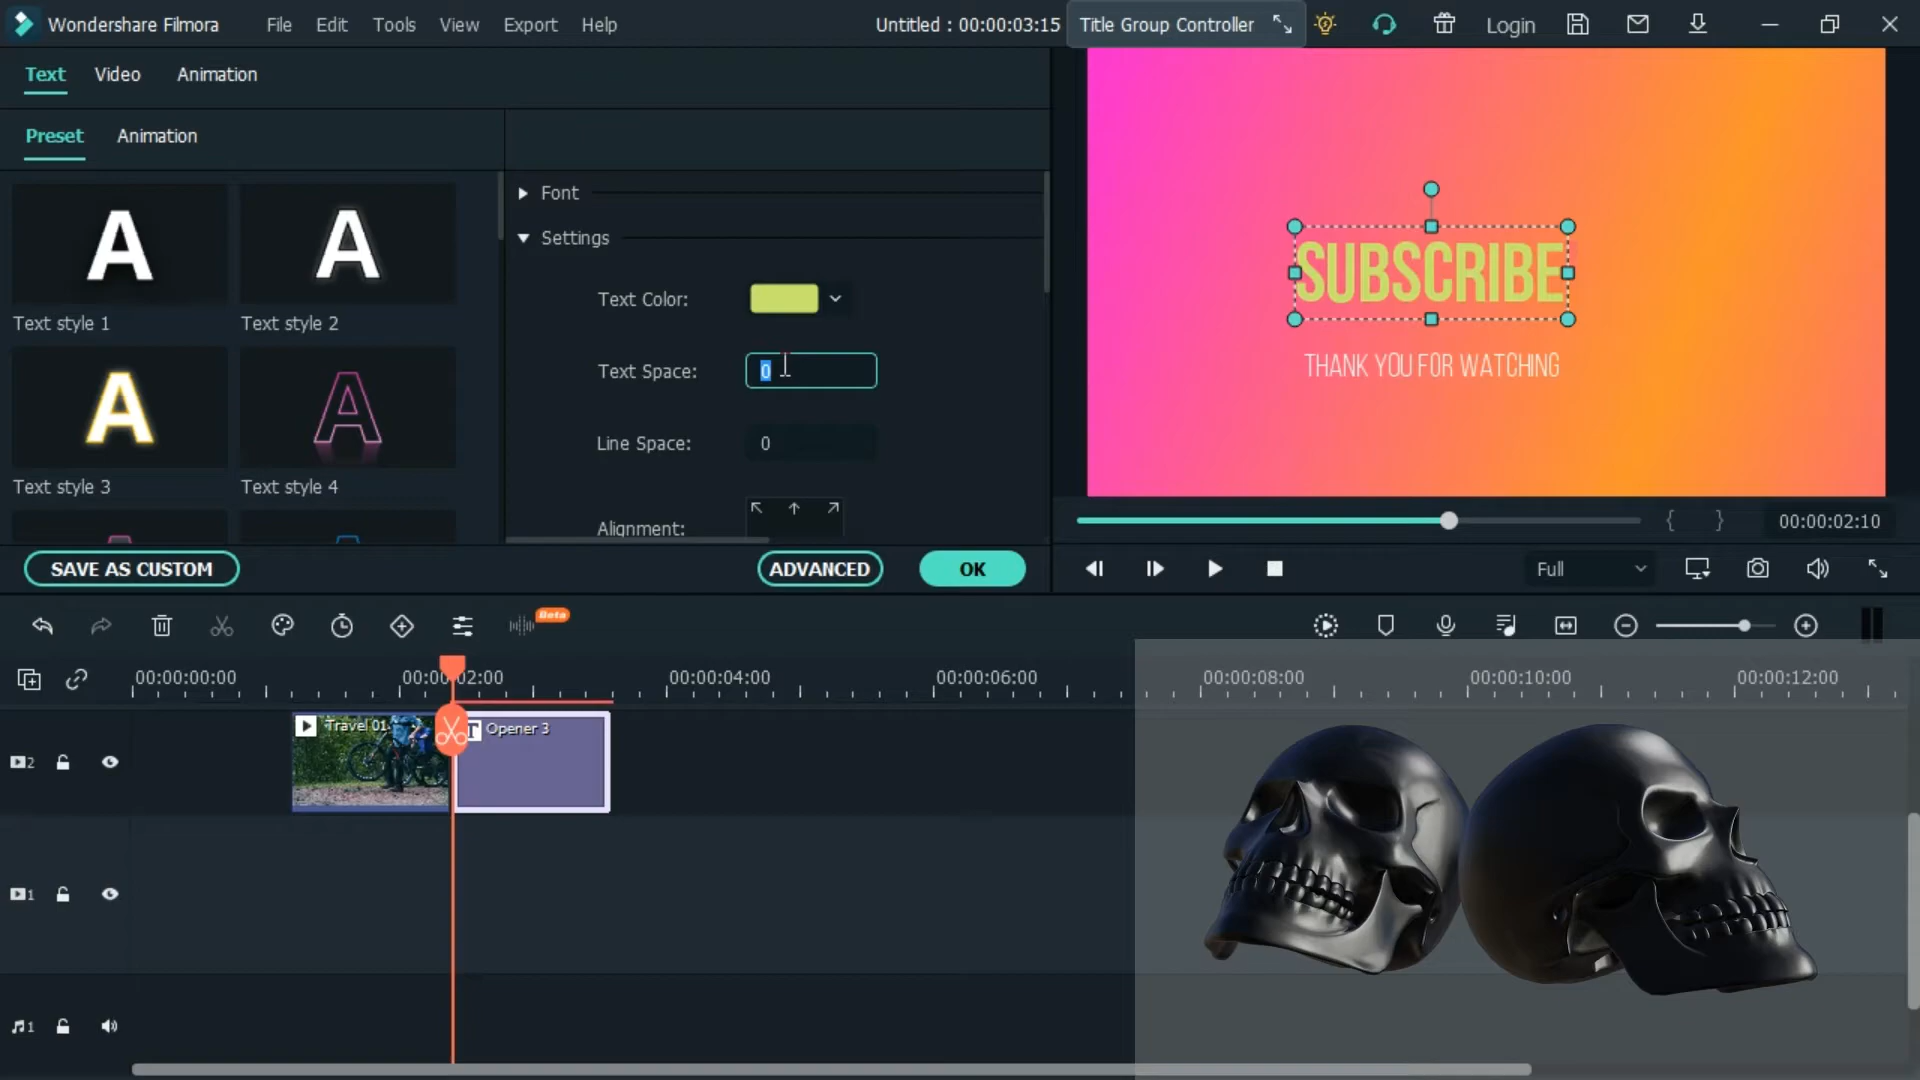 Wondershare Filmora File Edit Tools View Export Help Untitled : 00:00:03:15 Title Group Controller Login
Text Video Animation
Preset Animation
Font
Settings
Text Color:
Text Space: 0
Line Space: 0
Alignment:
A A
Text style 1 Text style 2
A A
Text style 3 Text style 4
SUBSCRIBE
THANK YOU FOR WATCHING
{ } 00:00:02:10
SAVE AS CUSTOM ADVANCED OK
Full
Beta
00:00:00:00 00:00:02:00 00:00:04:00 00:00:06:00 00:00:08:00 00:00:10:00 00:00:12:00
2 Travel 01 T Opener 3
1
1